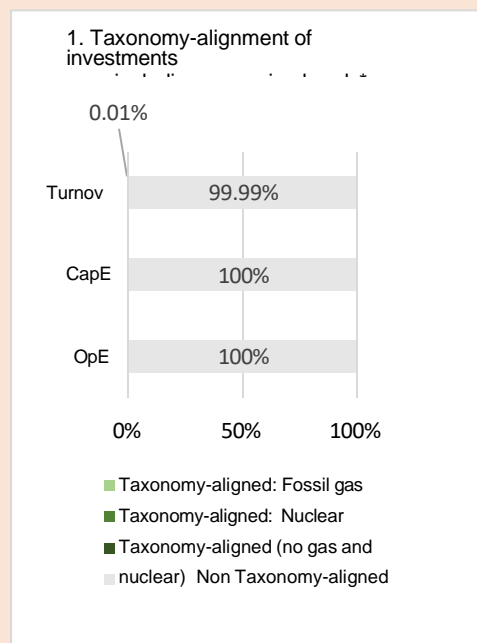 1. Taxonomy-alignment of
investments
0.01%
Turnov
99.99%
CapE
100%
OpE
100%
0%
50%
100%
Taxonomy-aligned: Fossil gas
Taxonomy-aligned: Nuclear
Taxonomy-aligned (no gas and
nuclear) Non Taxonomy-aligned